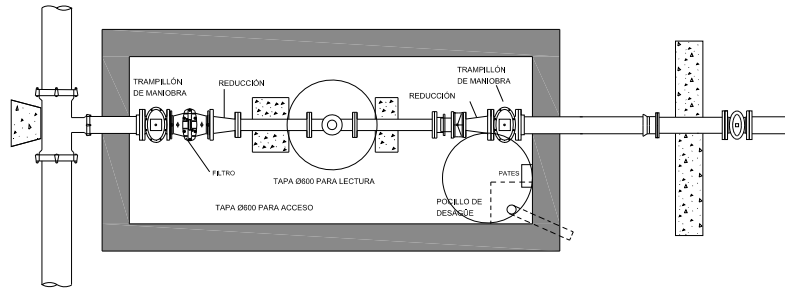 TRAMPILLÓN
DE MANIOBRA
REDUCCIÓN
TRAMPILLÓN
DE MANIOBRA
REDUCCIÓN
FILTRO
TAPA Ø600 PARA LECTURA
PATES
TAPA Ø600 PARA ACCESO
POCILLO DE
DESAGÜE